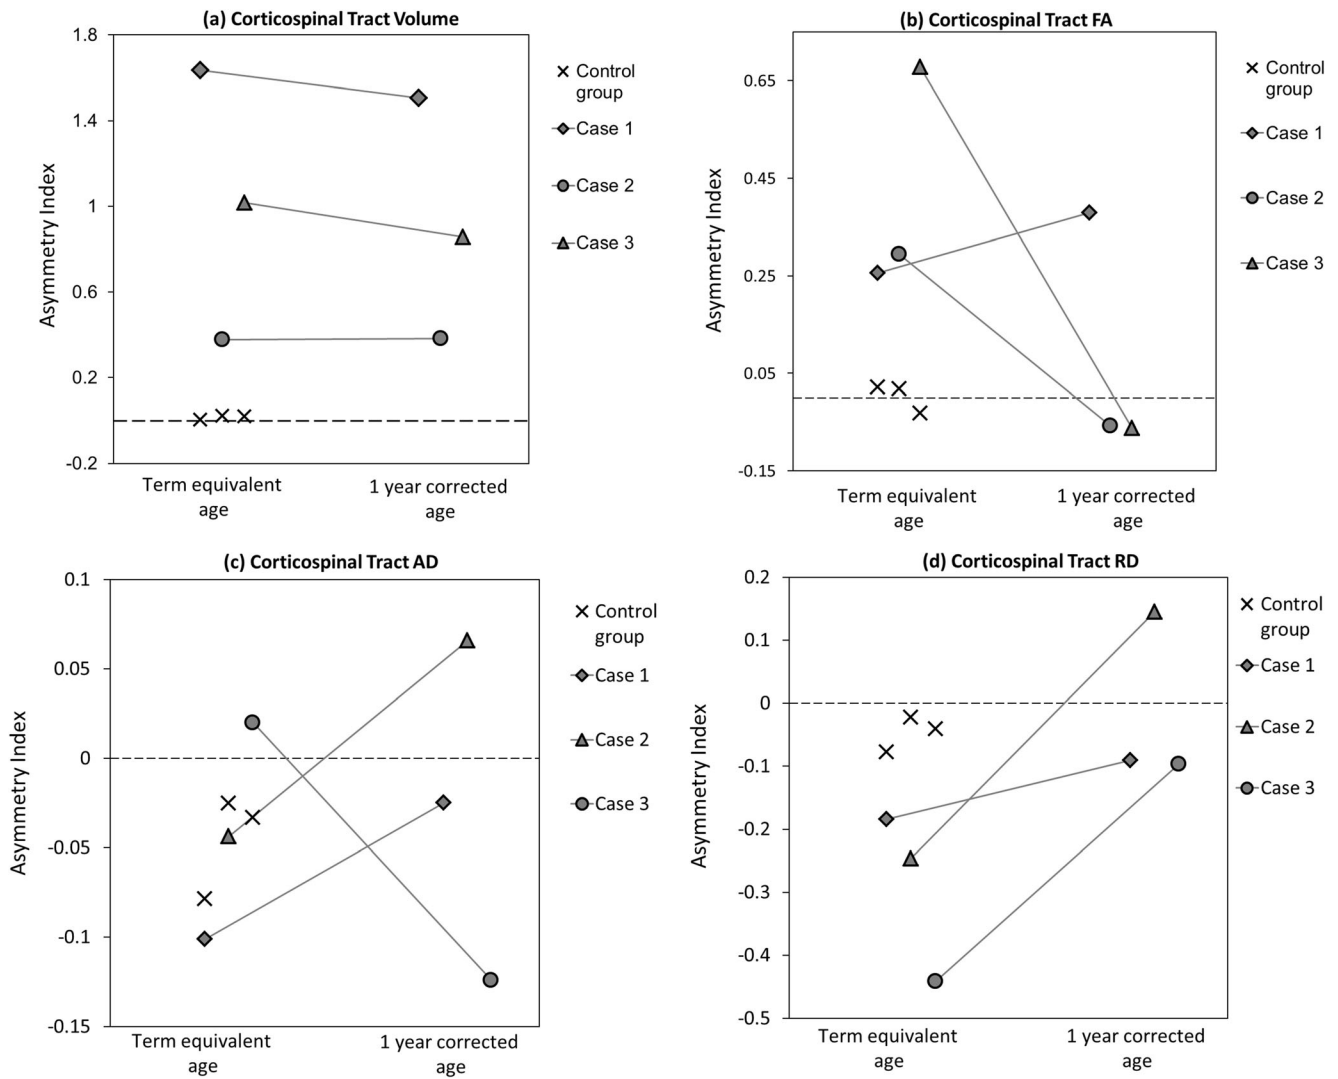 (a) Corticospinal Tract Volume
1.8
1.4
1
0.6
0.2
-0.2
Asymmetry Index
Term equivalent
age
1 year corrected
age
Control
group
Case 1
Case 2
Case 3
(b) Corticospinal Tract FA
0.65
0.45
0.25
0.05
-0.15
Asymmetry Index
Term equivalent
age
1 year corrected
age
Control
group
Case 1
Case 2
Case 3
(c) Corticospinal Tract AD
0.1
0.05
0
-0.05
-0.1
-0.15
Asymmetry Index
Term equivalent
age
1 year corrected
age
Control
group
Case 1
Case 2
Case 3
(d) Corticospinal Tract RD
0.2
0.1
0
-0.1
-0.2
-0.3
-0.4
-0.5
Asymmetry Index
Term equivalent
age
1 year corrected
age
Control
group
Case 1
Case 2
Case 3